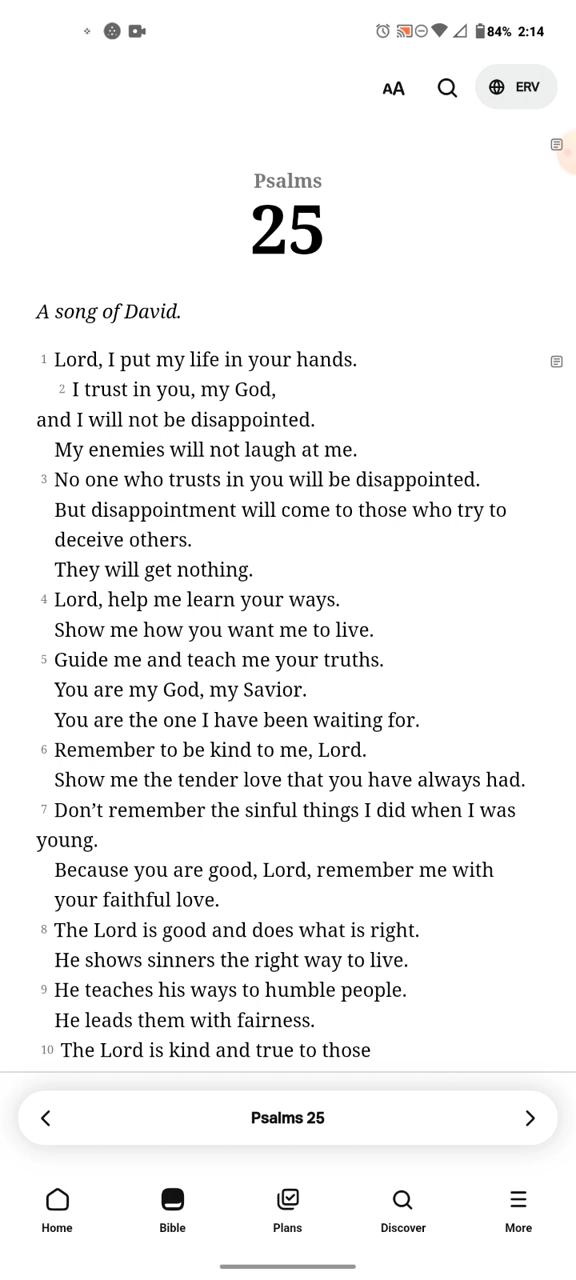 84% 2:14
AA
ERV
Psalms
25
A song of David.
1 Lord, I put my life in your hands.
2 I trust in you, my God,
and I will not be disappointed.
My enemies will not laugh at me.
3 No one who trusts in you will be disappointed.
But disappointment will come to those who try to
deceive others.
They will get nothing.
4 Lord, help me learn your ways.
Show me how you want me to live.
5 Guide me and teach me your truths.
You are my God, my Savior.
You are the one I have been waiting for.
6 Remember to be kind to me, Lord.
Show me the tender love that you have always had.
7 Don’t remember the sinful things I did when I was
young.
Because you are good, Lord, remember me with
your faithful love.
8 The Lord is good and does what is right.
He shows sinners the right way to live.
9 He teaches his ways to humble people.
He leads them with fairness.
10 The Lord is kind and true to those
Psalms 25
Home Bible Plans Discover More